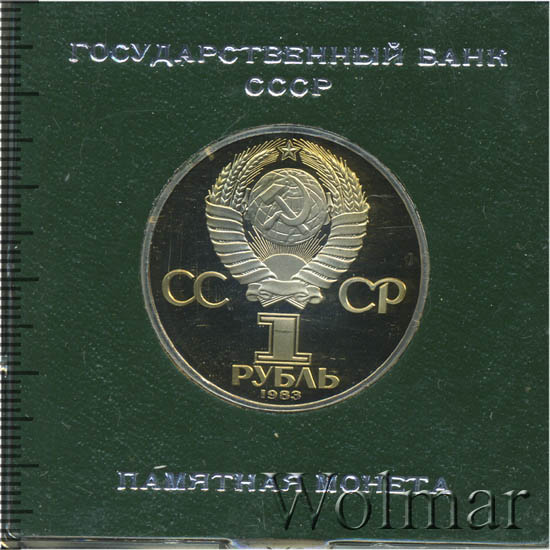 ГОСУДАРСТВЕННЫЙ БАНК
СССР
СС СР
1
РУБЛЬ
1983
ПАМЯТНАЯ МОНЕТА
Wolmar